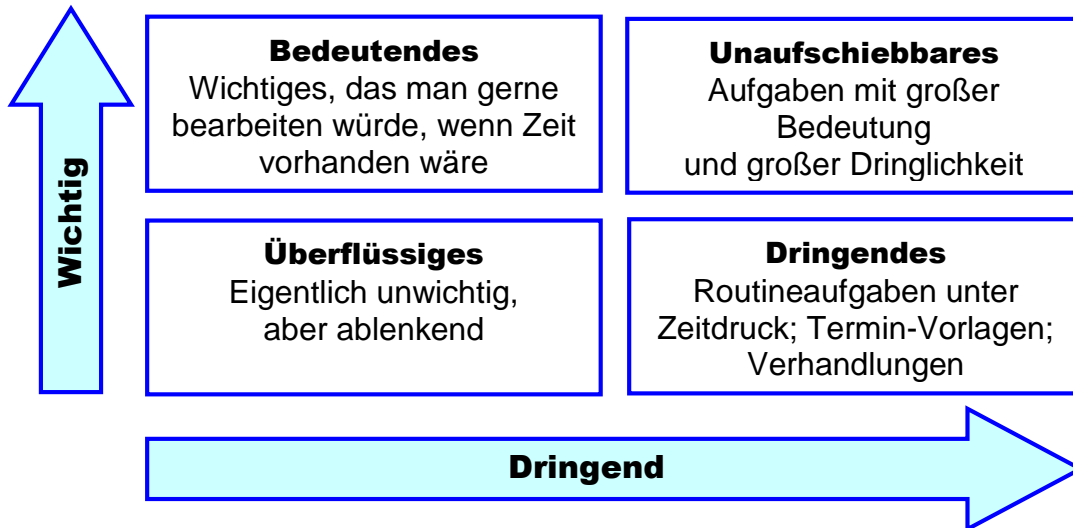 Wichtig
Bedeutendes
Wichtiges, das man gerne
bearbeiten würde, wenn Zeit
vorhanden wäre
Unaufschiebbares
Aufgaben mit großer
Bedeutung
und großer Dringlichkeit
Überflüssiges
Eigentlich unwichtig,
aber ablenkend
Dringendes
Routineaufgaben unter
Zeitdruck; Termin-Vorlagen;
Verhandlungen
Dringend